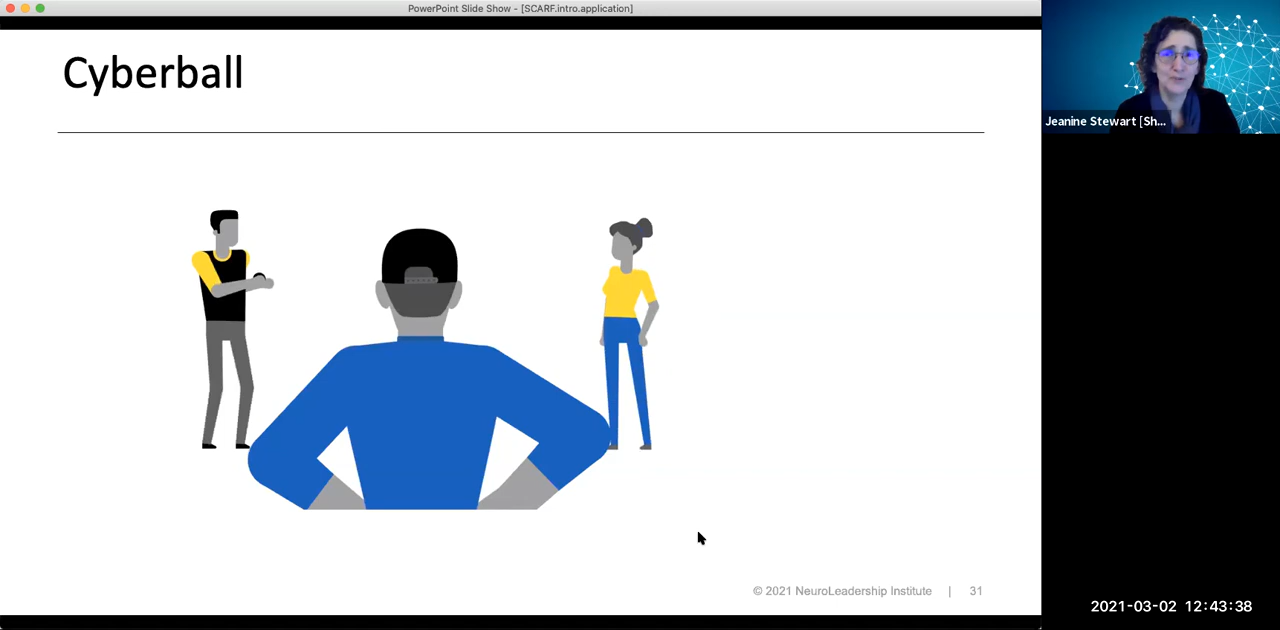 PowerPoint Slide Show - [SCARF.intro.application]
Cyberball
Jeanine Stewart [Sh...
© 2021 NeuroLeadership Institute | 31
2021-03-02 12:43:38